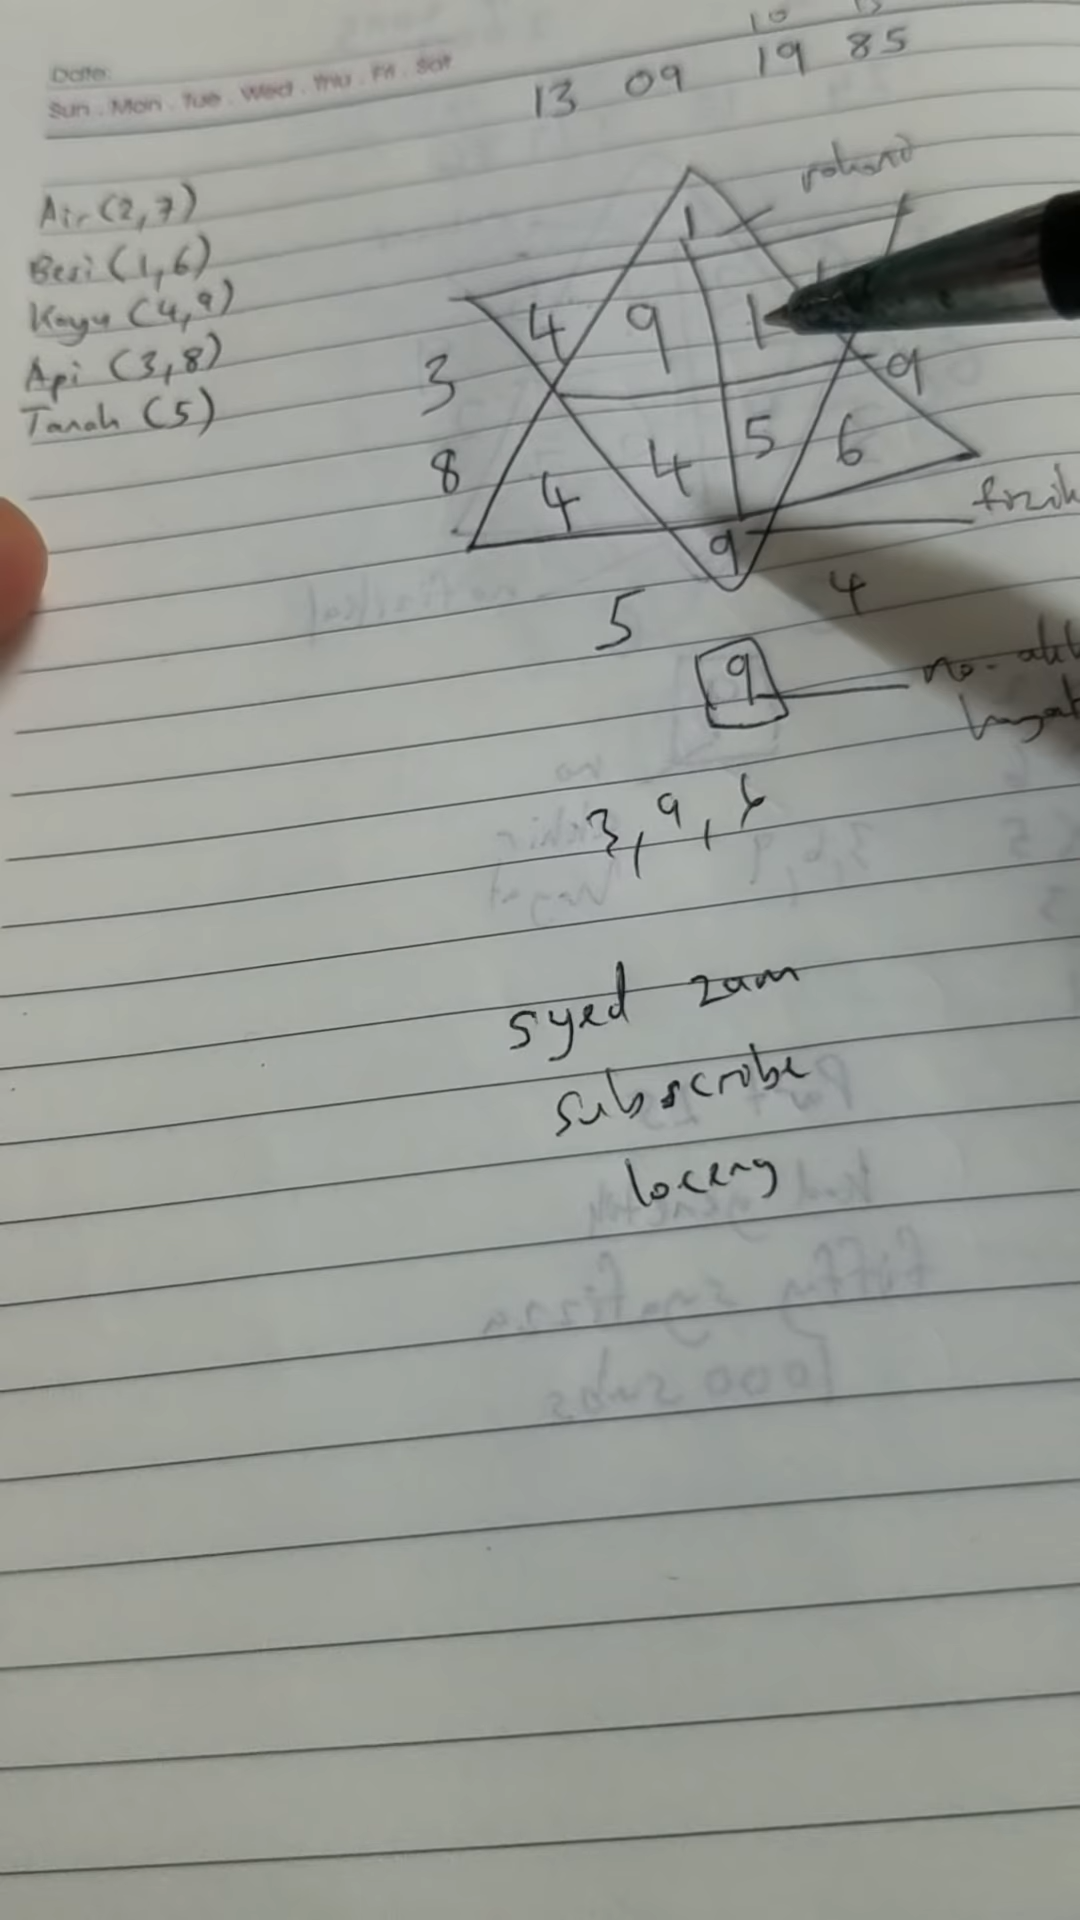 Date:
Sun . Mon . Tue . Wed . Thu . Fri . Sat
10
13 09 19 85
Air (2,7)
Besi (1,6)
Kayu (4,9)
Api (3,8)
Tanah (5)
1
4 9 1
3 9
8 4 4 5 6
9
5 4
9
3, 9, 6
syed zam
subscribe
loceng